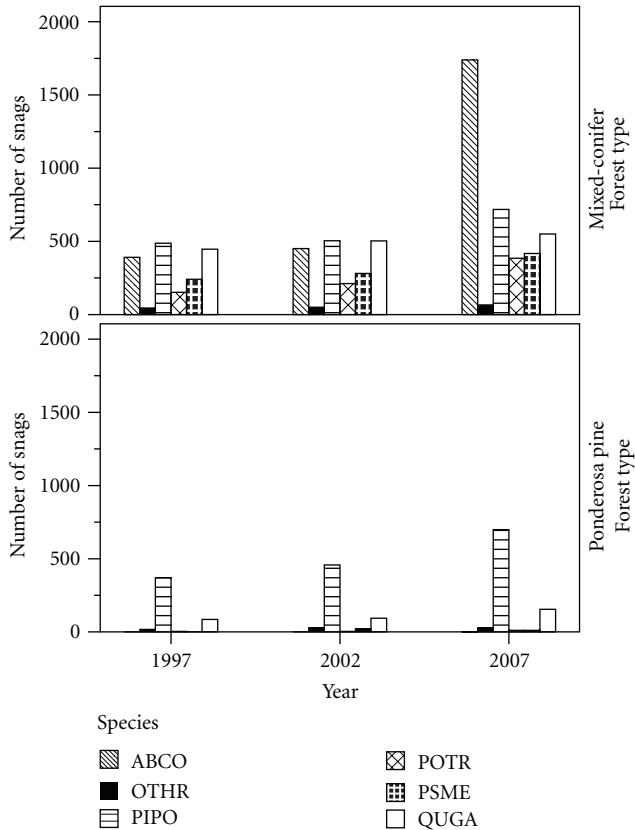 2000
1500
1000
500
0
Number of snags
Mixed-conifer
Forest type
2000
1500
1000
500
0
Number of snags
Ponderosa pine
Forest type
1997
2002
2007
Year
Species
ABCO
OTHR
PIPO
POTR
PSME
QUGA